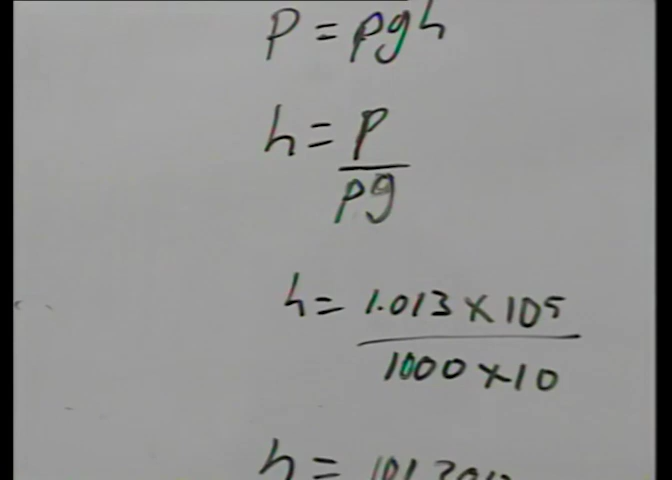 P = ρgh
h = P
ρg
h = 1.013 × 10⁵
1000 × 10
h =